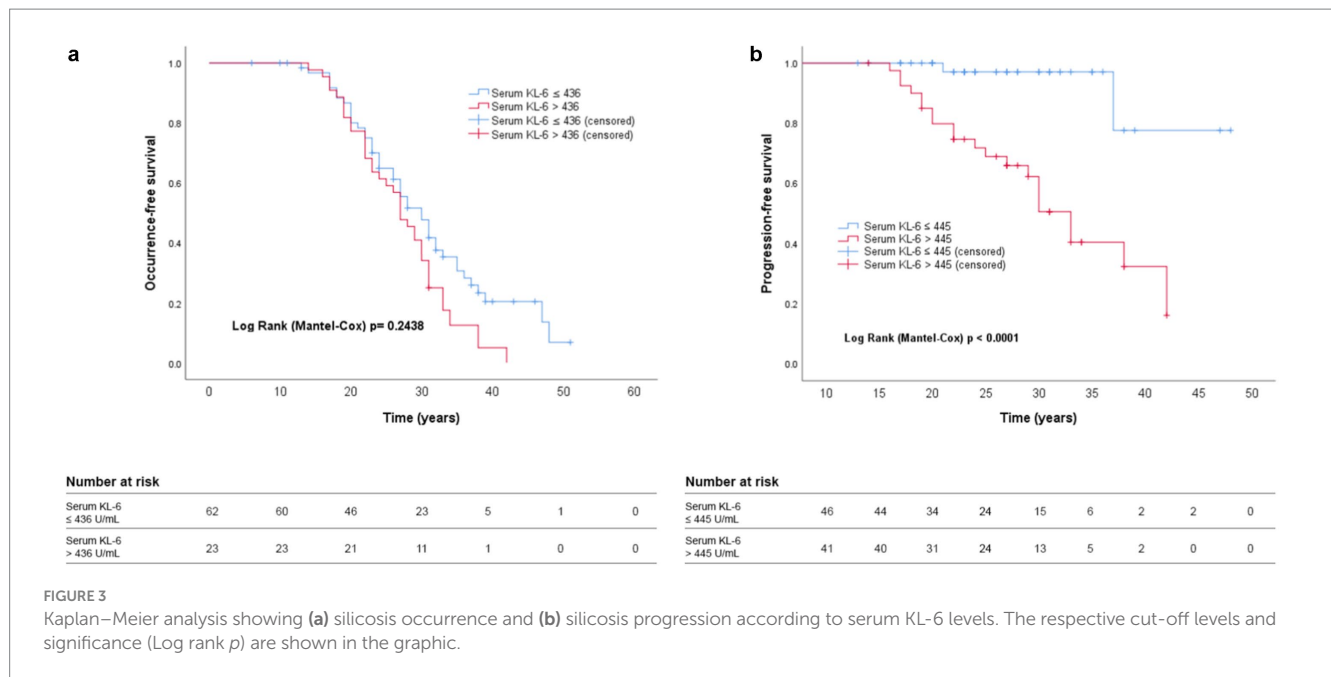 a
Occurrence-free survival
1.0
0.8
0.6
0.4
0.2
0.0
Serum KL-6 ≤ 436
Serum KL-6 > 436
Serum KL-6 ≤ 436 (censored)
Serum KL-6 > 436 (censored)
Log Rank (Mantel-Cox) p= 0.2438
0 10 20 30 40 50 60
Time (years)
Number at risk
Serum KL-6
≤ 436 U/mL 62 60 46 23 5 1 0
Serum KL-6
> 436 U/mL 23 23 21 11 1 0 0
b
Progression-free survival
1.0
0.8
0.6
0.4
0.2
0.0
Serum KL-6 ≤ 445
Serum KL-6 > 445
Serum KL-6 ≤ 445 (censored)
Serum KL-6 > 445 (censored)
Log Rank (Mantel-Cox) p < 0.0001
10 15 20 25 30 35 40 45 50
Time (years)
Number at risk
Serum KL-6
≤ 445 U/mL 46 44 34 24 15 6 2 2 0
Serum KL-6
> 445 U/mL 41 40 31 24 13 5 2 0 0
FIGURE 3
Kaplan–Meier analysis showing (a) silicosis occurrence and (b) silicosis progression according to serum KL-6 levels. The respective cut-off levels and
significance (Log rank p) are shown in the graphic.